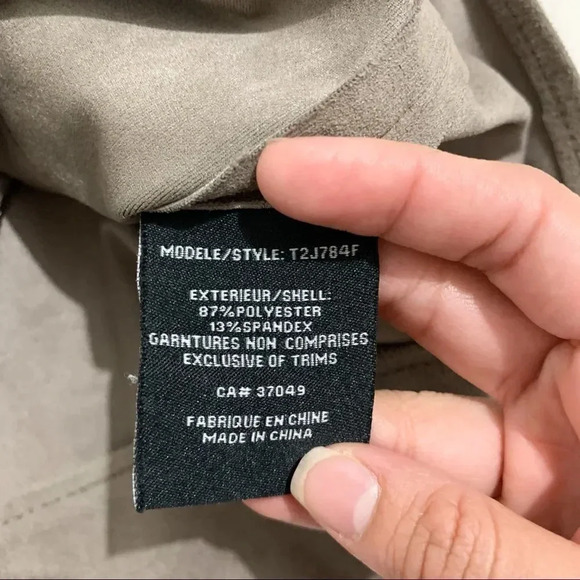 MODELE/STYLE: T2J784F
EXTERIEUR/SHELL:
87%POLYESTER
13%SPANDEX
GARNTURES NON COMPRISES
EXCLUSIVE OF TRIMS
CA# 37049
FABRIQUE EN CHINE
MADE IN CHINA